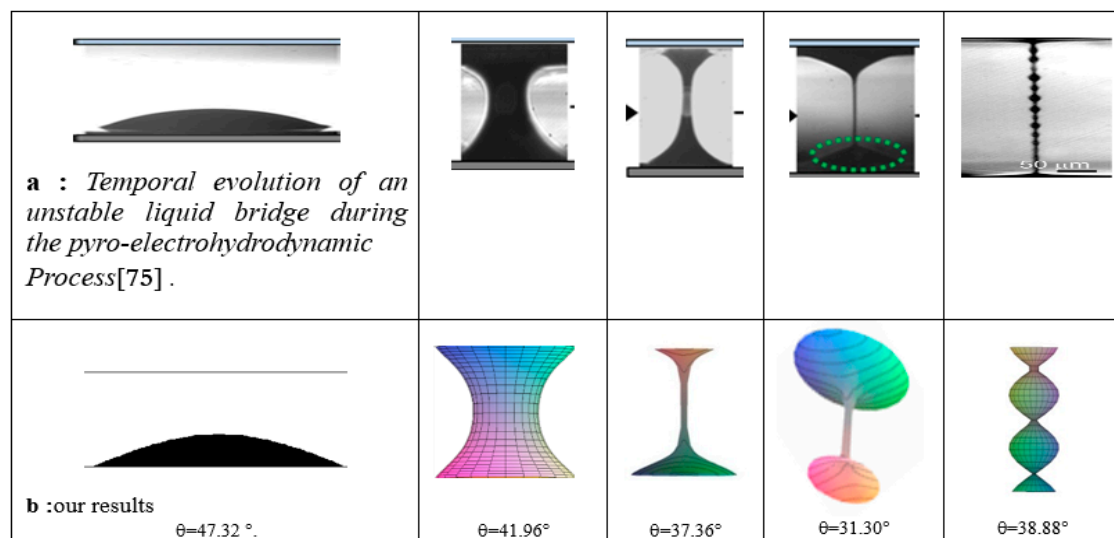 a : Temporal evolution of an
unstable liquid bridge during
the pyro-electrohydrodynamic
Process[75] .
50 μm
b :our results
θ=47.32 °.
θ=41.96°
θ=37.36°
θ=31.30°
θ=38.88°